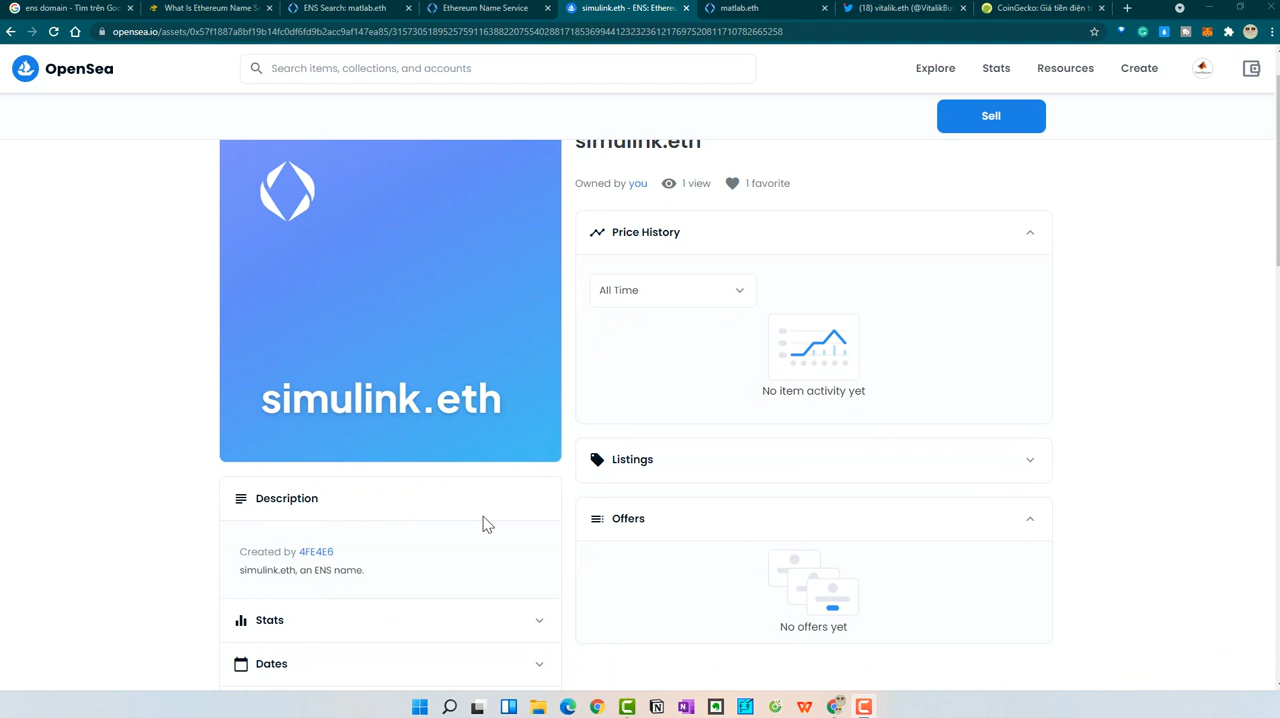 ens domain - Tìm trên Goo
What Is Ethereum Name S
ENS Search: matlab.eth
Ethereum Name Service
simulink.eth - ENS: Ethere
matlab.eth
(18) vitalik.eth (@VitalikBu
CoinGecko: Giá tiền điện t
opensea.io/assets/0x57f1887a8bf19b14fc0df6fd9b2acc9af147ea85/31573051895257591163882207554028817185369944123232361217697520811710782665258
OpenSea
Search items, collections, and accounts
Explore
Stats
Resources
Create
Sell
simulink.eth
Owned by you
1 view
1 favorite
Price History
All Time
No item activity yet
simulink.eth
Listings
Description
Offers
Created by 4FE4E6
simulink.eth, an ENS name.
Stats
No offers yet
Dates